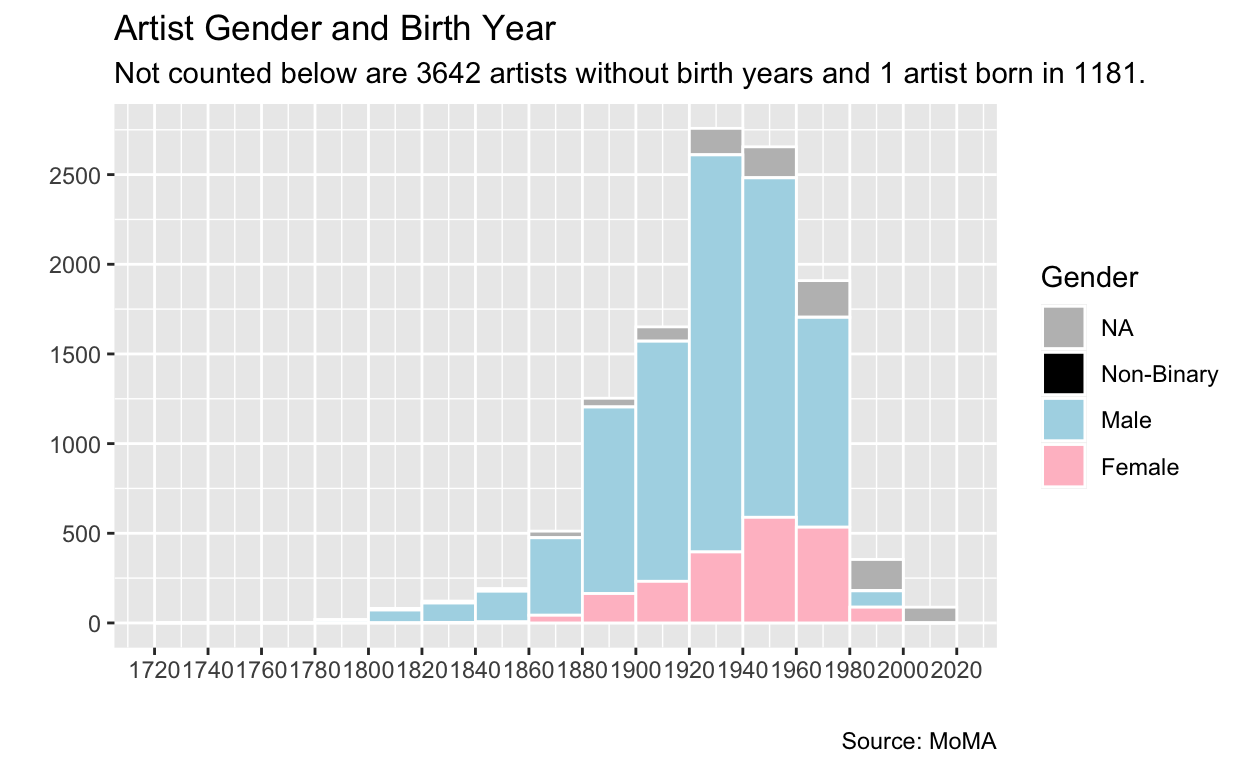 Artist Gender and Birth Year
Not counted below are 3642 artists without birth years and 1 artist born in 1181.
2500
2000
1500
1000
500
0
1720 1740 1760 1780 1800 1820 1840 1860 1880 1900 1920 1940 1960 1980 2000 2020
Gender
NA
Non-Binary
Male
Female
Source: MoMA